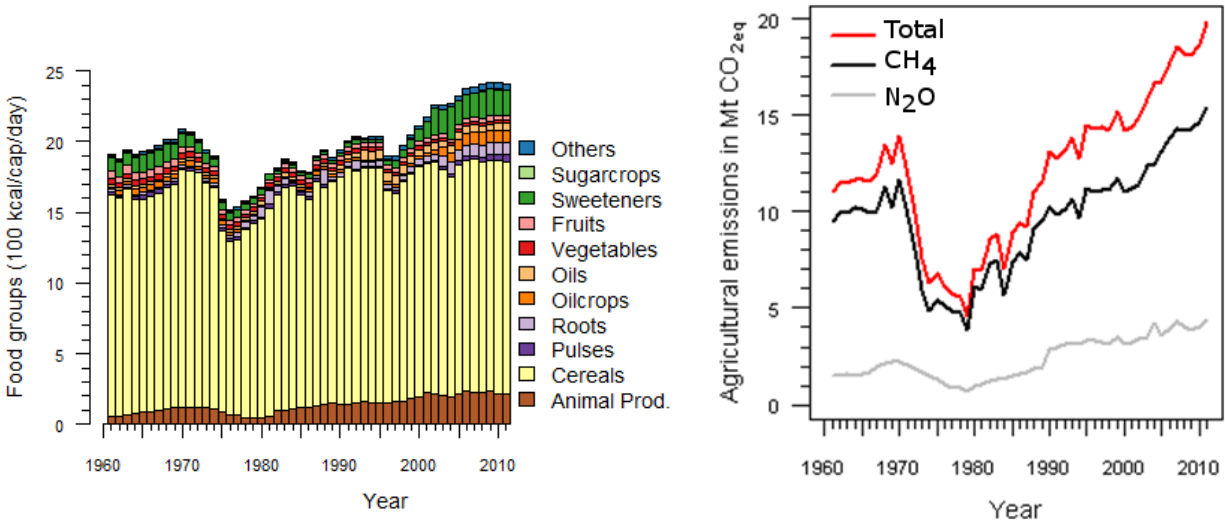 Food groups (100 kcal/cap/day)
25
20
15
10
5
0
1960 1970 1980 1990 2000 2010
Year
Others
Sugarcrops
Sweeteners
Fruits
Vegetables
Oils
Oilcrops
Roots
Pulses
Cereals
Animal Prod.
Agricultural emissions in Mt CO2eq
20
15
10
5
0
Total
CH4
N2O
1960 1970 1980 1990 2000 2010
Year